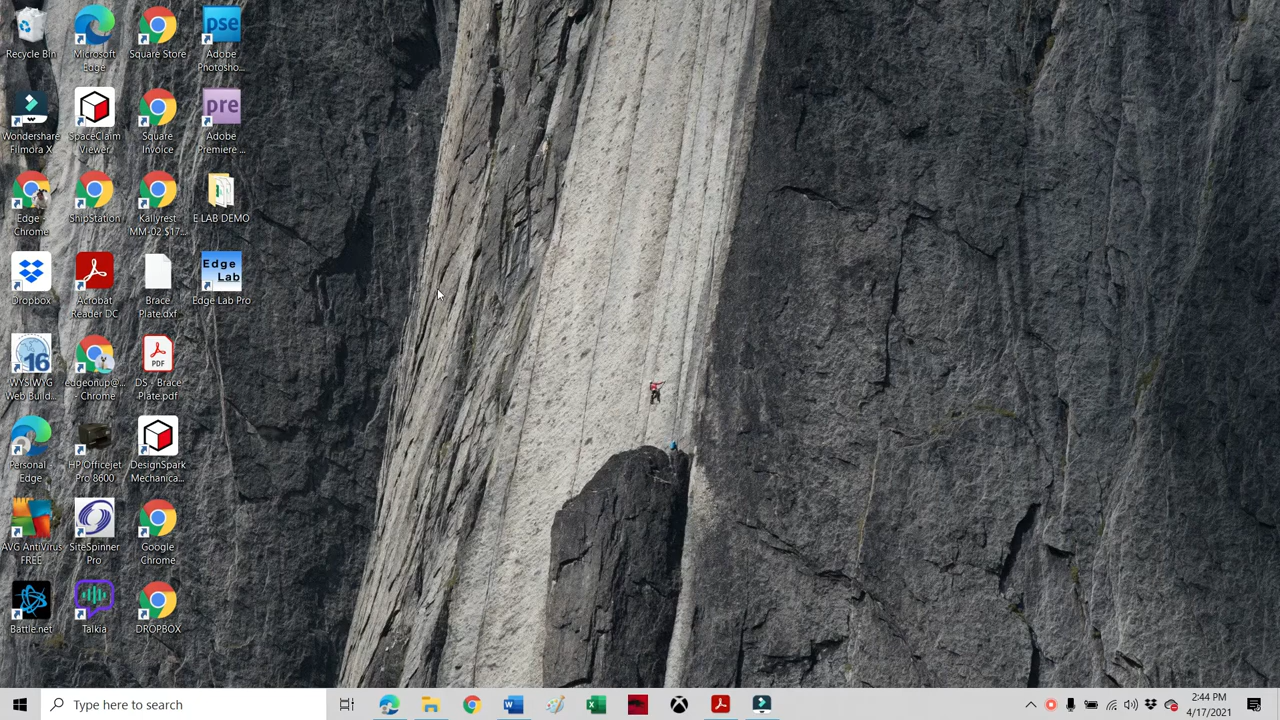 Recycle Bin
Microsoft
Edge
Square Store
pse
Adobe
Photosho...
Wondershare
Filmora X
SpaceClaim
Viewer
Square
Invoice
pre
Adobe
Premiere ...
Edge -
Chrome
ShipStation
Kallyrest
MM-02 $17...
E LAB DEMO
Dropbox
Acrobat
Reader DC
Brace
Plate.dxf
Edge
Lab
Edge Lab Pro
16
WYSIWYG
Web Build...
edgeonup@...
- Chrome
PDF
DS - Brace
Plate.pdf
Personal -
Edge
HP Officejet
Pro 8600
DesignSpark
Mechanica...
AVG AntiVirus
FREE
SiteSpinner
Pro
Google
Chrome
Battle.net
Talkia
DROPBOX
Type here to search
2:44 PM
4/17/2021